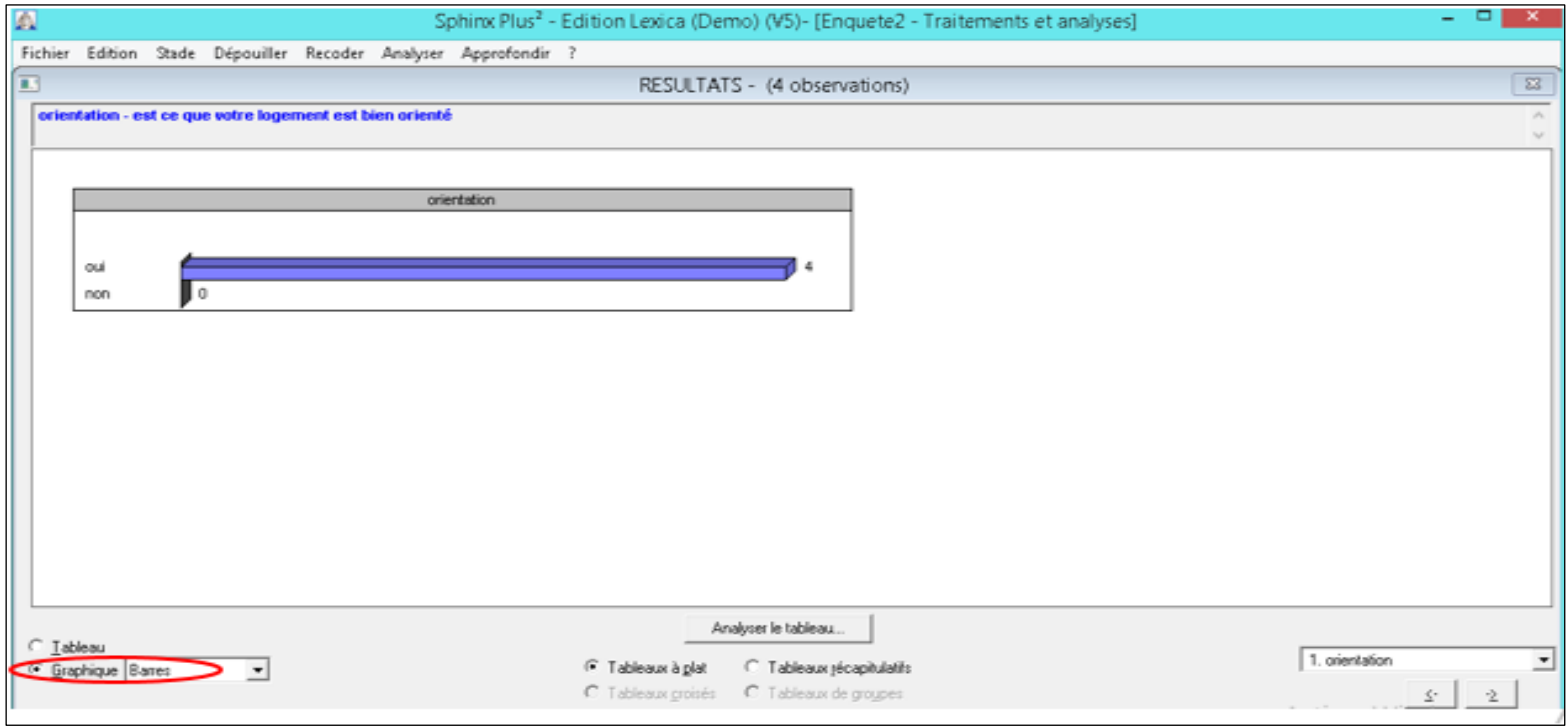 Sphinx Plus² - Edition Lexica (Demo) (V5)- [Enquete2 - Traitements et analyses]
Fichier Edition Stade Dépouiller Recoder Analyser Approfondir ?
RESULTATS - (4 observations)
orientation - est ce que votre logement est bien orienté
orientation
oui 4
non 0
Analyser le tableau...
Tableau
Graphique Barres
Tableaux à plat Tableaux récapitulatifs
Tableaux croisés Tableaux de groupes
1. orientation